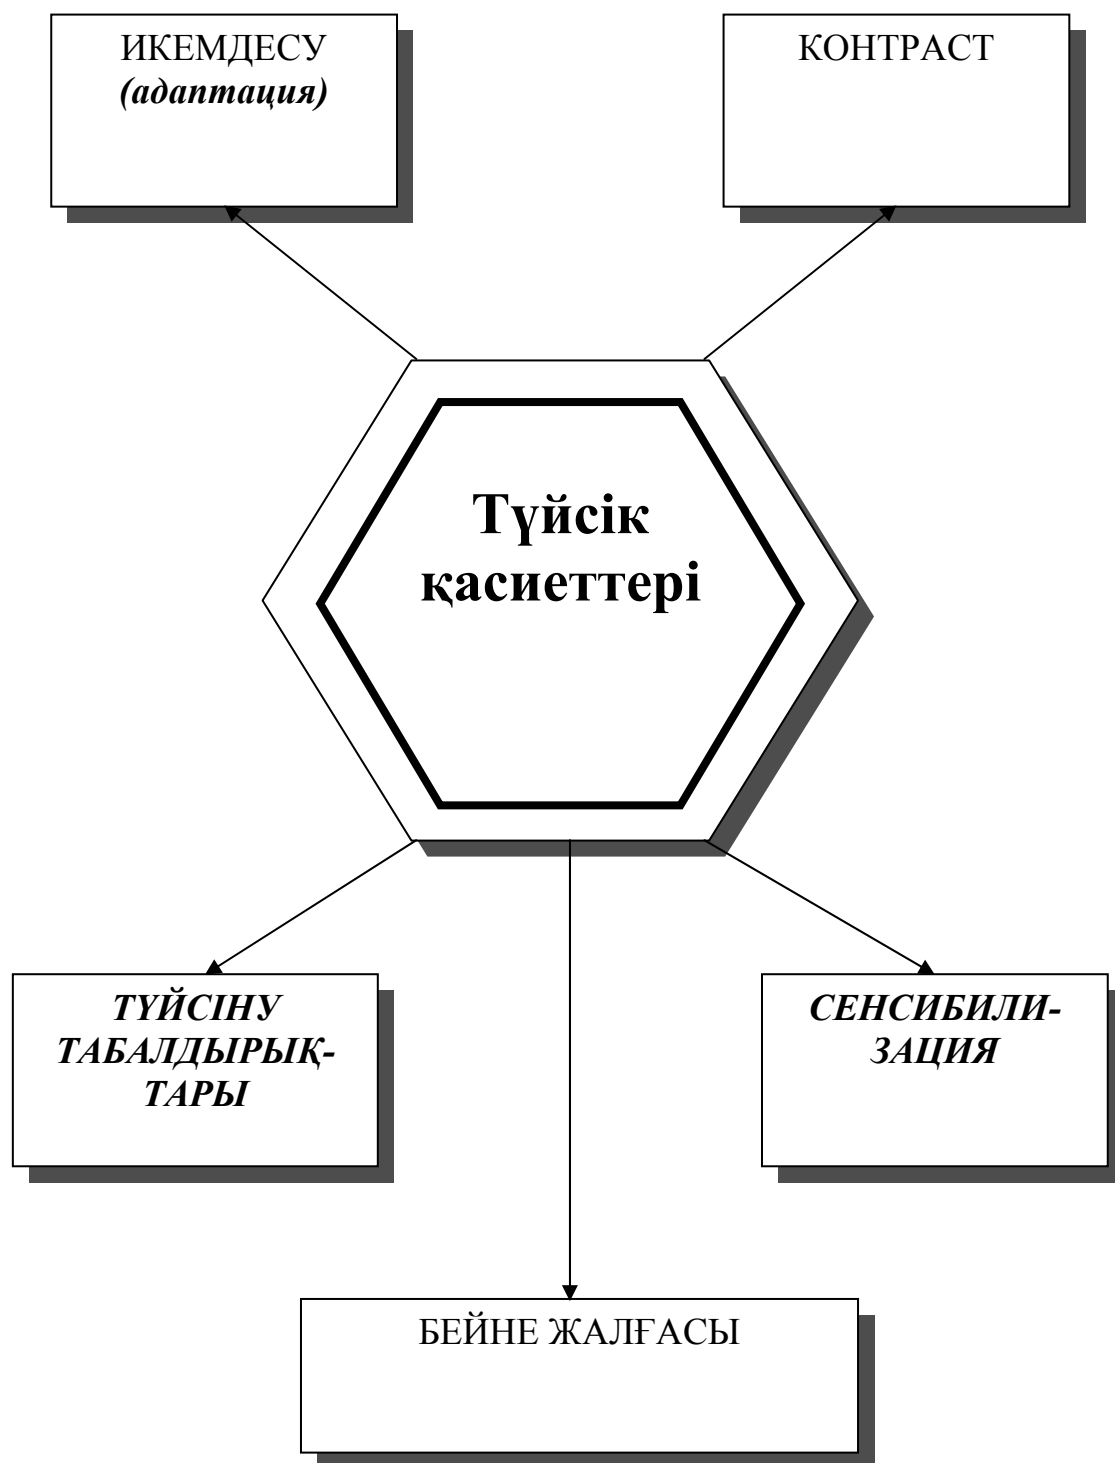 ИКЕМДЕСУ
(адаптация)
КОНТРАСТ
Түйсік
қасиеттері
ТҮЙСІНУ
ТАБАЛДЫРЫҚ-
ТАРЫ
СЕНСИБИЛИ-
ЗАЦИЯ
БЕЙНЕ ЖАЛҒАСЫ